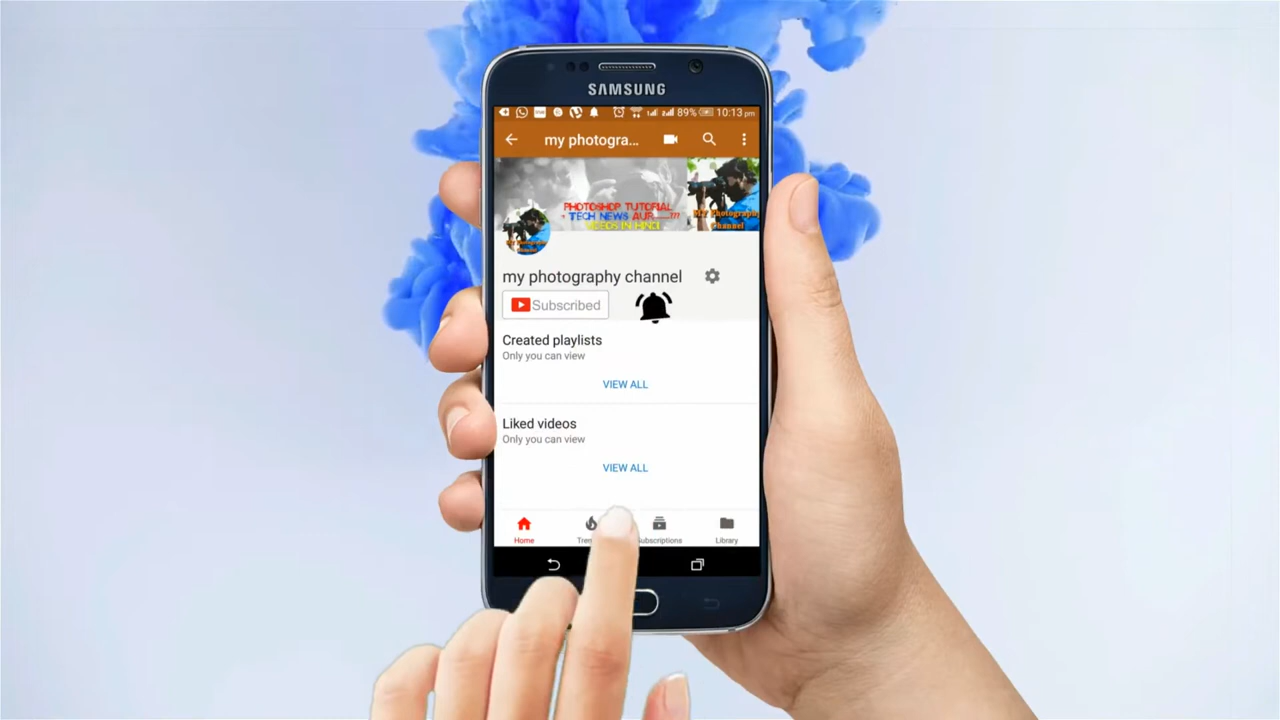 SAMSUNG
89% 10:13 pm
my photogra...
PHOTOSHOP TUTORIAL
+ TECH NEWS AUR......???
VIDEOS IN HINDI
MY Photography
Channel
my photography channel
Subscribed
Created playlists
Only you can view
VIEW ALL
Liked videos
Only you can view
VIEW ALL
Home
Subscriptions
Library